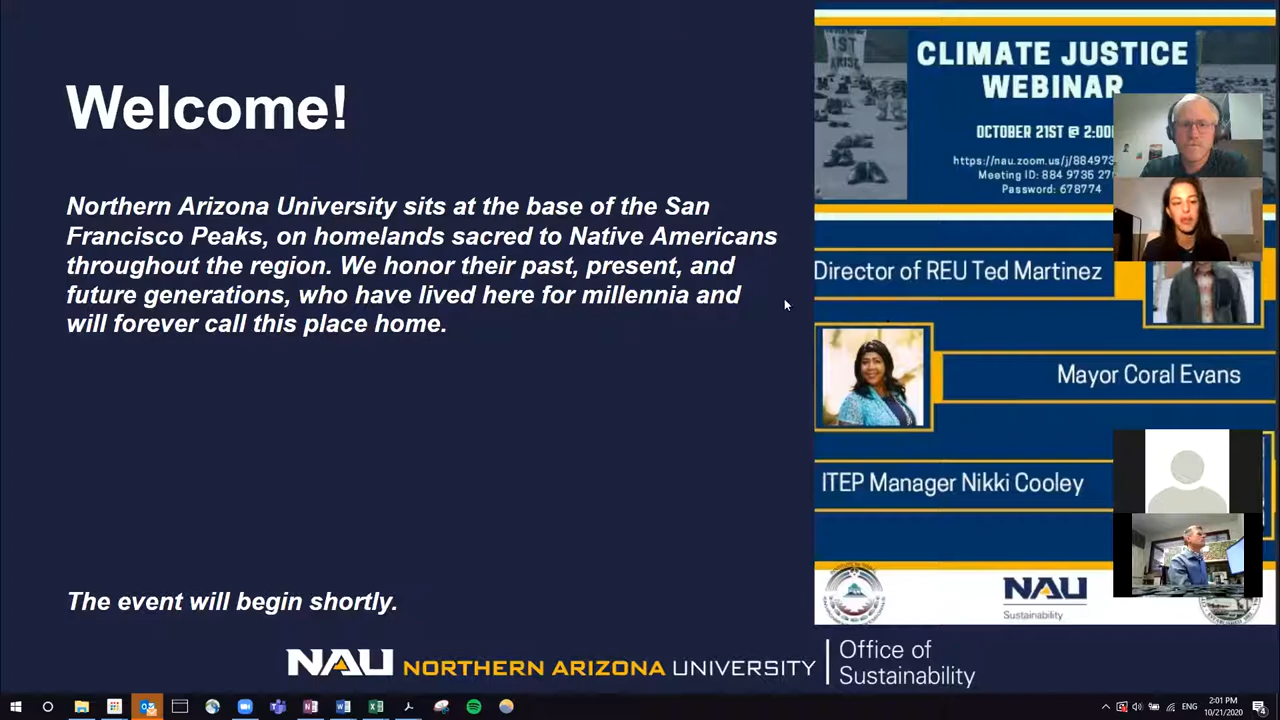 Welcome!
Northern Arizona University sits at the base of the San
Francisco Peaks, on homelands sacred to Native Americans
throughout the region. We honor their past, present, and
future generations, who have lived here for millennia and
will forever call this place home.
The event will begin shortly.
NAU NORTHERN ARIZONA UNIVERSITY
Office of
Sustainability
1ST
ARISE
CLIMATE JUSTICE
WEBINAR
OCTOBER 21ST @ 2:00
https://nau.zoom.us/j/884973
Meeting ID: 884 9735 27
Password: 678774
Director of REU Ted Martinez
Mayor Coral Evans
ITEP Manager Nikki Cooley
NAU
Sustainability
ENG
2:01 PM
10/21/2020
4